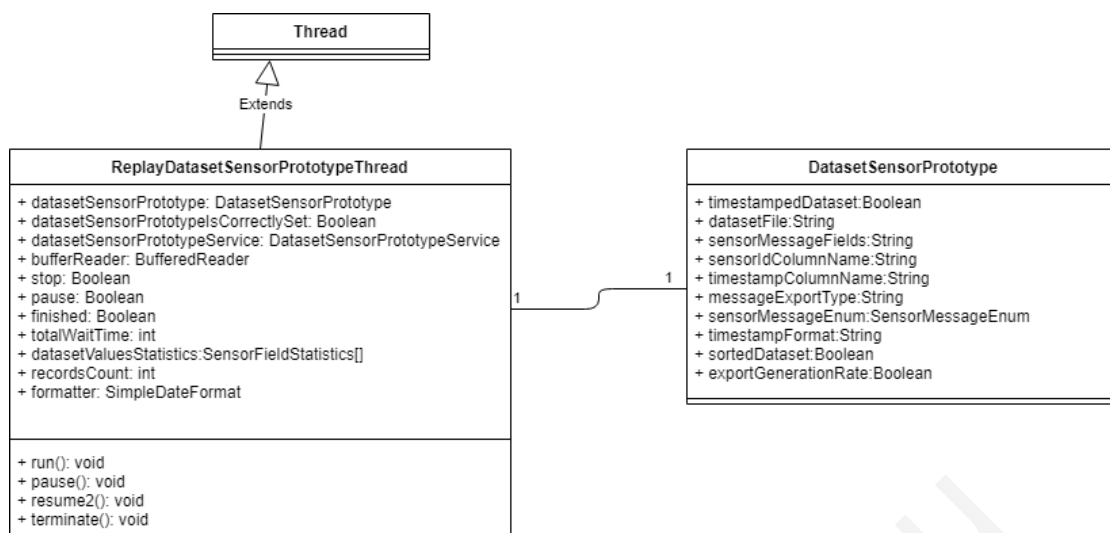 Thread
Extends
ReplayDatasetSensorPrototypeThread
+ datasetSensorPrototype: DatasetSensorPrototype
+ datasetSensorPrototypeIsCorrectlySet: Boolean
+ datasetSensorPrototypeService: DatasetSensorPrototypeService
+ bufferReader: BufferedReader
+ stop: Boolean
+ pause: Boolean
+ finished: Boolean
+ totalWaitTime: int
+ datasetValuesStatistics:SensorFieldStatistics[]
+ recordsCount: int
+ formatter: SimpleDateFormat
+ run(): void
+ pause(): void
+ resume2(): void
+ terminate(): void
1
1
DatasetSensorPrototype
+ timestampedDataset:Boolean
+ datasetFile:String
+ sensorMessageFields:String
+ sensorIdColumnName:String
+ timestampColumnName:String
+ messageExportType:String
+ sensorMessageEnum:SensorMessageEnum
+ timestampFormat:String
+ sortedDataset:Boolean
+ exportGenerationRate:Boolean